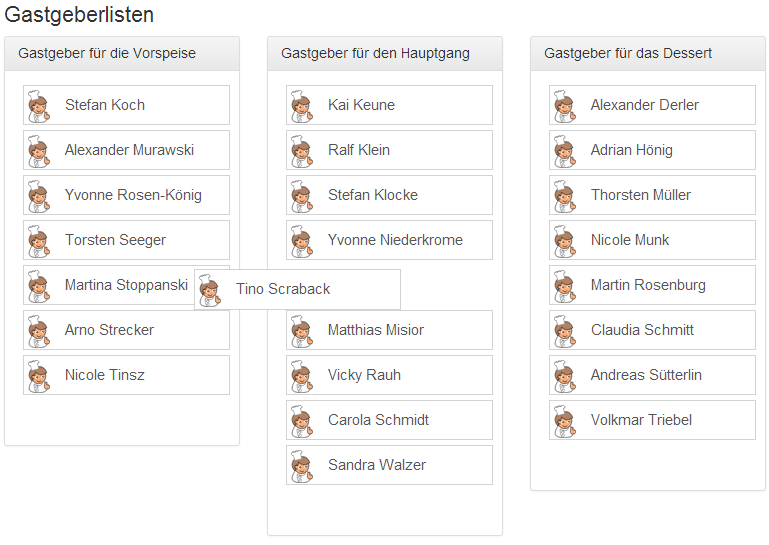 Gastgeberlisten
Gastgeber für die Vorspeise
Stefan Koch
Alexander Murawski
Yvonne Rosen-König
Torsten Seeger
Martina Stoppanski
Arno Strecker
Nicole Tinsz
Tino Scraback
Gastgeber für den Hauptgang
Kai Keune
Ralf Klein
Stefan Klocke
Yvonne Niederkrome
Matthias Misior
Vicky Rauh
Carola Schmidt
Sandra Walzer
Gastgeber für das Dessert
Alexander Derler
Adrian Hönig
Thorsten Müller
Nicole Munk
Martin Rosenburg
Claudia Schmitt
Andreas Sütterlin
Volkmar Triebel